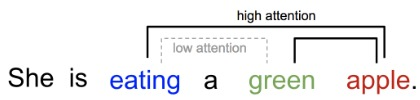 high attention
low attention
She is eating a green apple.